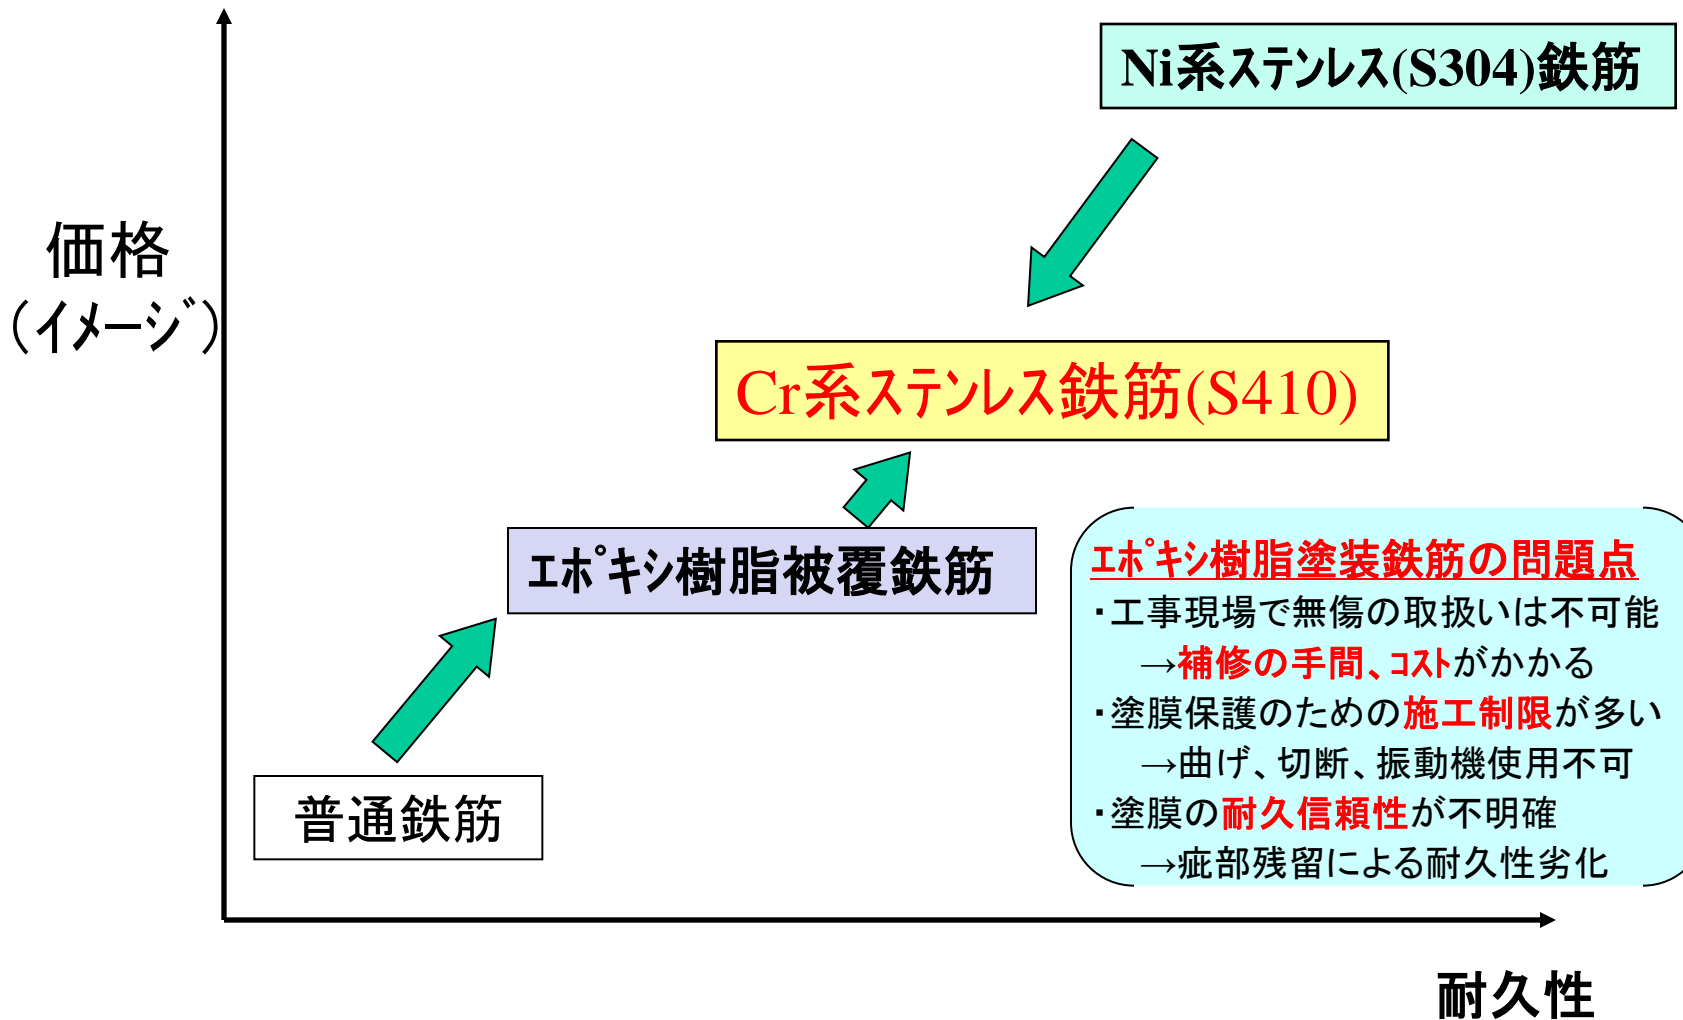 Ni系ステンレス(S304)鉄筋
価格
（イメージ）
Cr系ステンレス鉄筋(S410)
エポキシ樹脂被覆鉄筋
普通鉄筋
エポキシ樹脂塗装鉄筋の問題点
・工事現場で無傷の取扱いは不可能
→補修の手間、コストがかかる
・塗膜保護のための施工制限が多い
→曲げ、切断、振動機使用不可
・塗膜の耐久信頼性が不明確
→疵部残留による耐久性劣化
耐久性